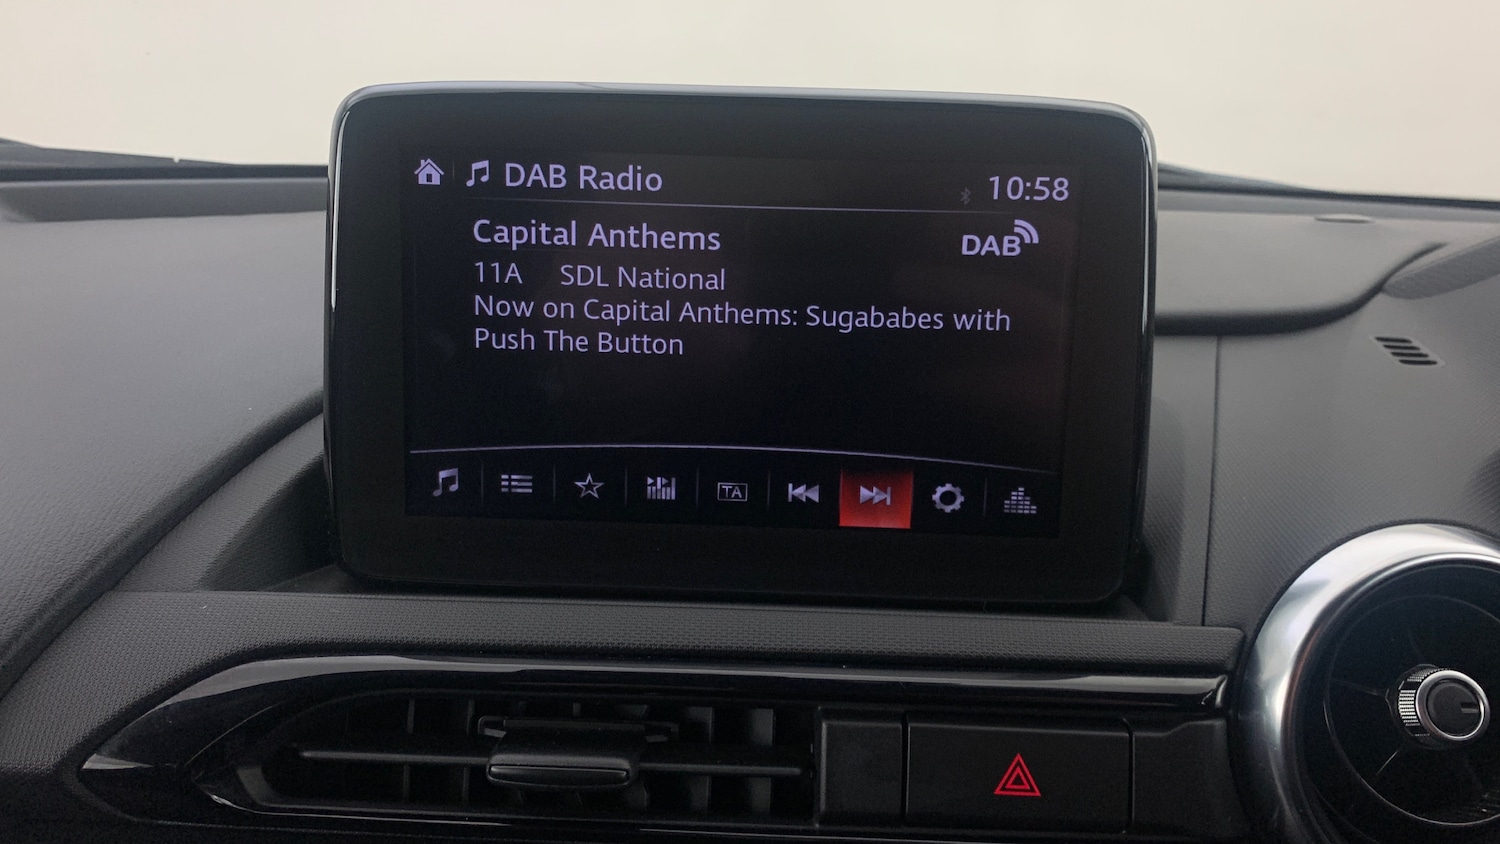 DAB Radio
10:58
Capital Anthems
DAB
11A SDL National
Now on Capital Anthems: Sugababes with
Push The Button
TA